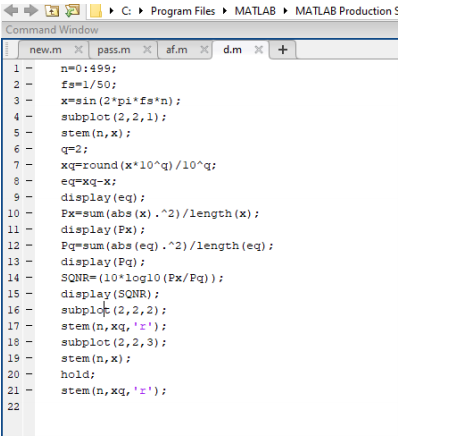 C: ▸ Program Files ▸ MATLAB ▸ MATLAB Production S
Command Window
new.m × pass.m × af.m × d.m × +
1 – n=0:499;
2 – fs=1/50;
3 – x=sin(2*pi*fs*n);
4 – subplot(2,2,1);
5 – stem(n,x);
6 – q=2;
7 – xq=round(x*10^q)/10^q;
8 – eq=xq-x;
9 – display(eq);
10 – Px=sum(abs(x).^2)/length(x);
11 – display(Px);
12 – Pq=sum(abs(eq).^2)/length(eq);
13 – display(Pq);
14 – SQNR=(10*log10(Px/Pq));
15 – display(SQNR);
16 – subplot(2,2,2);
17 – stem(n,xq,'r');
18 – subplot(2,2,3);
19 – stem(n,x);
20 – hold;
21 – stem(n,xq,'r');
22